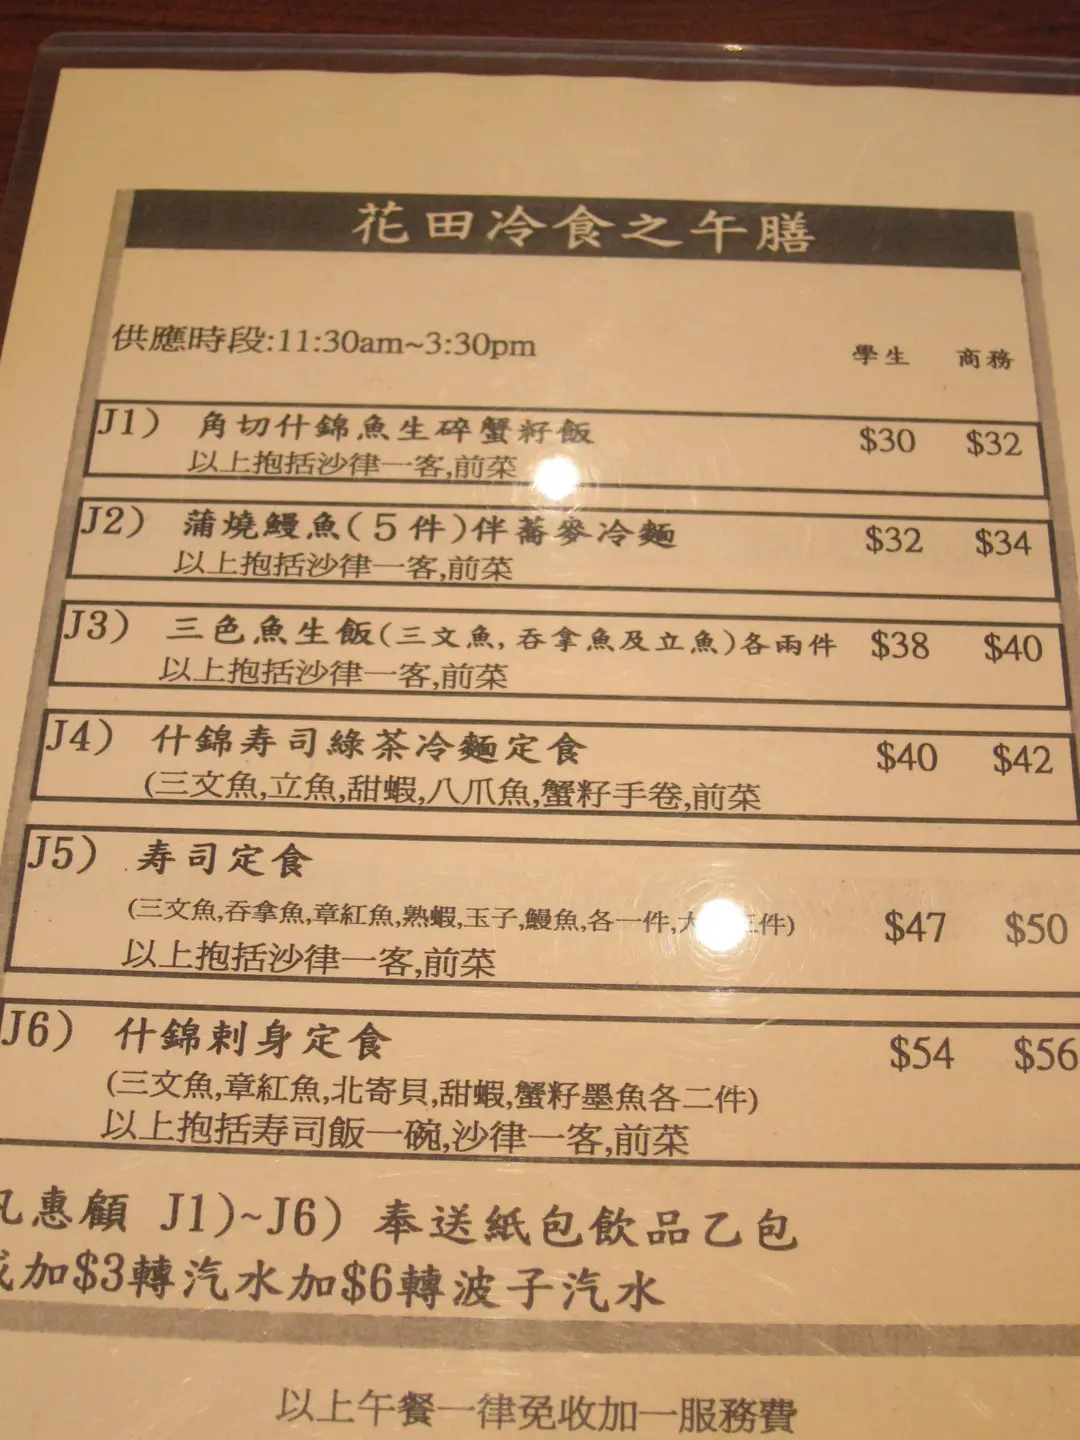 花田冷食之午膳
供應時段:11:30am~3:30pm 學生 商務
J1) 角切什錦魚生碎蟹籽飯 $30 $32
以上抱括沙律一客,前菜
J2) 蒲燒鰻魚(5件)伴蕎麥冷麵 $32 $34
以上抱括沙律一客,前菜
J3) 三色魚生飯(三文魚,吞拿魚及立魚)各兩件 $38 $40
以上抱括沙律一客,前菜
J4) 什錦寿司綠茶冷麵定食 $40 $42
(三文魚,立魚,甜蝦,八爪魚,蟹籽手卷,前菜
J5) 寿司定食
(三文魚,吞拿魚,章紅魚,熟蝦,玉子,鰻魚,各一件,件) $47 $50
以上抱括沙律一客,前菜
J6) 什錦刺身定食 $54 $56
(三文魚,章紅魚,北寄貝,甜蝦,蟹籽墨魚各二件)
以上抱括寿司飯一碗,沙律一客,前菜
凡惠顧 J1)~J6) 奉送紙包飲品乙包
或加$3轉汽水加$6轉波子汽水
以上午餐一律免收加一服務費